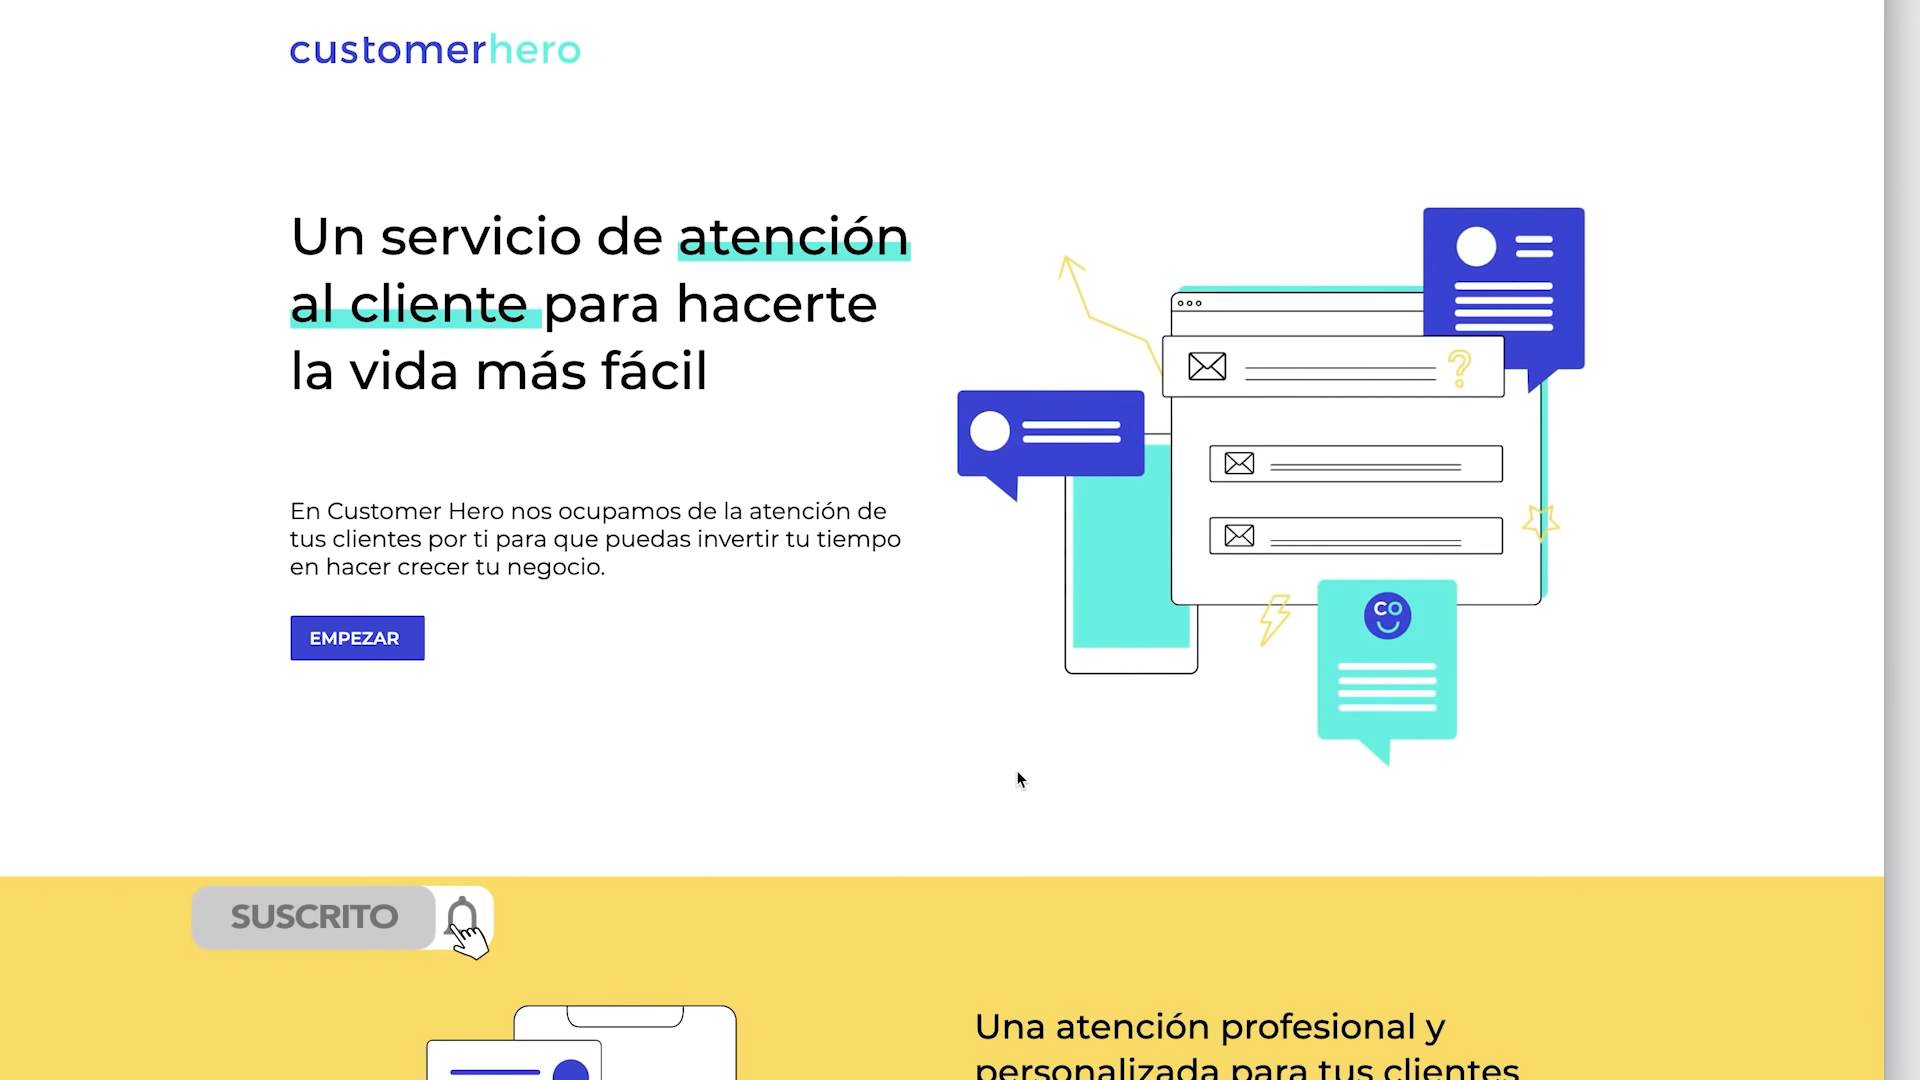 customerhero
Un servicio de atención
al cliente para hacerte
la vida más fácil
En Customer Hero nos ocupamos de la atención de
tus clientes por ti para que puedas invertir tu tiempo
en hacer crecer tu negocio.
EMPEZAR
?
CO
SUSCRITO
Una atención profesional y
personalizada para tus clientes